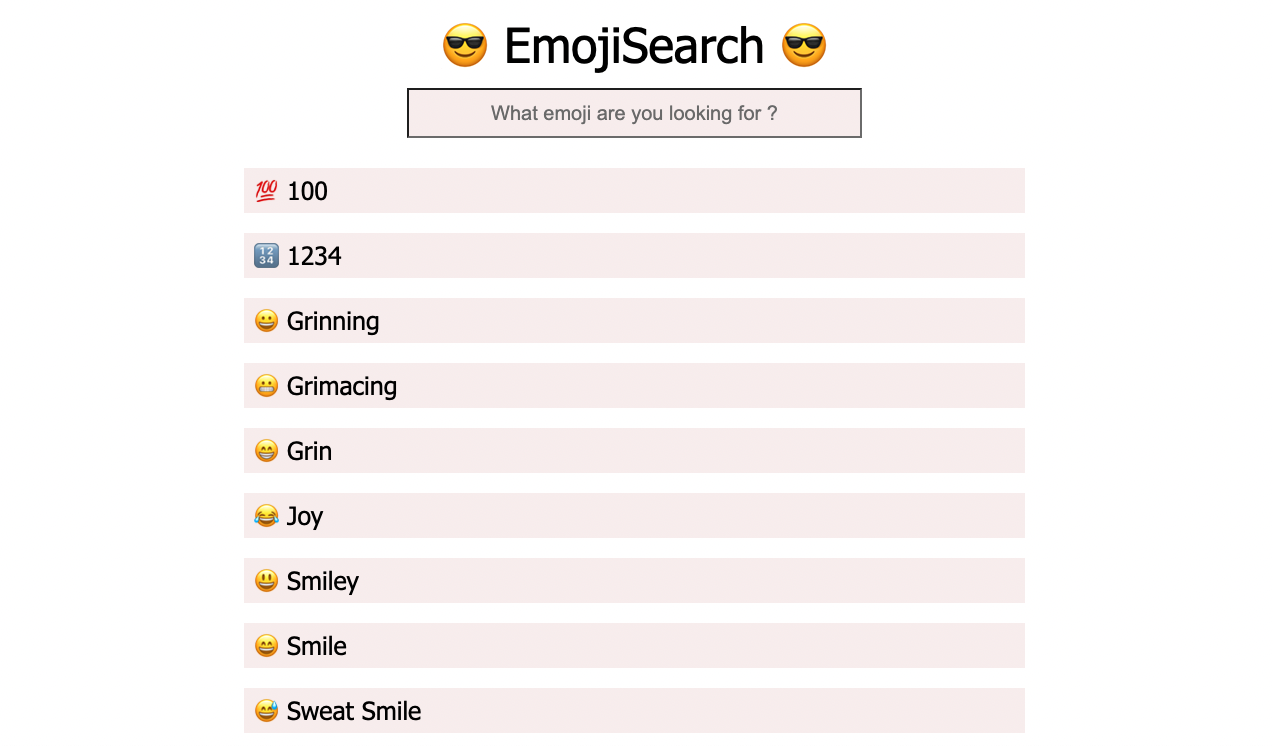 😎 EmojiSearch 😎
What emoji are you looking for ?
💯 100
🔢 1234
😀 Grinning
😬 Grimacing
😁 Grin
😂 Joy
😃 Smiley
😄 Smile
😅 Sweat Smile